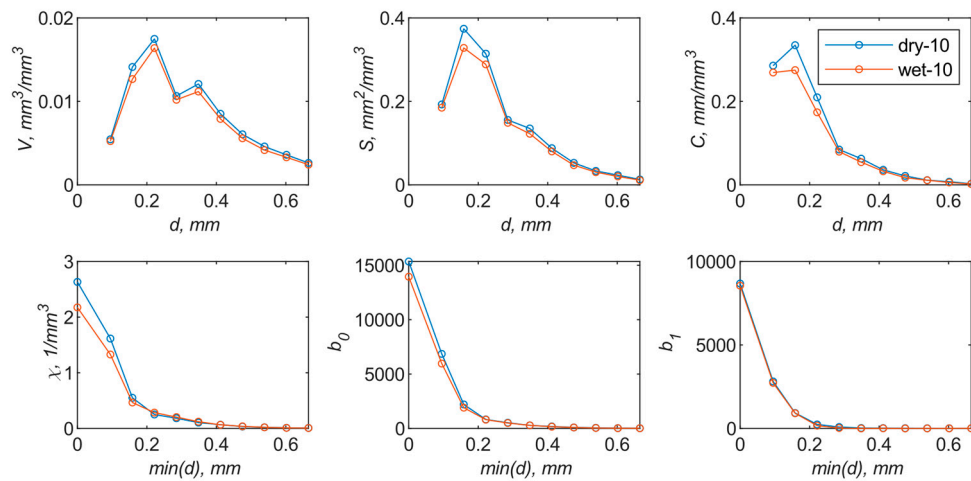 0.02
0.01
0
V, mm³/mm³
0 0.2 0.4 0.6
d, mm
0.4
0.2
0
S, mm²/mm³
0 0.2 0.4 0.6
d, mm
0.4
0.2
0
C, mm/mm³
dry-10
wet-10
0 0.2 0.4 0.6
d, mm
3
2
1
0
χ, 1/mm³
0 0.2 0.4 0.6
min(d), mm
15000
10000
5000
0
b₀
0 0.2 0.4 0.6
min(d), mm
10000
5000
0
b₁
0 0.2 0.4 0.6
min(d), mm